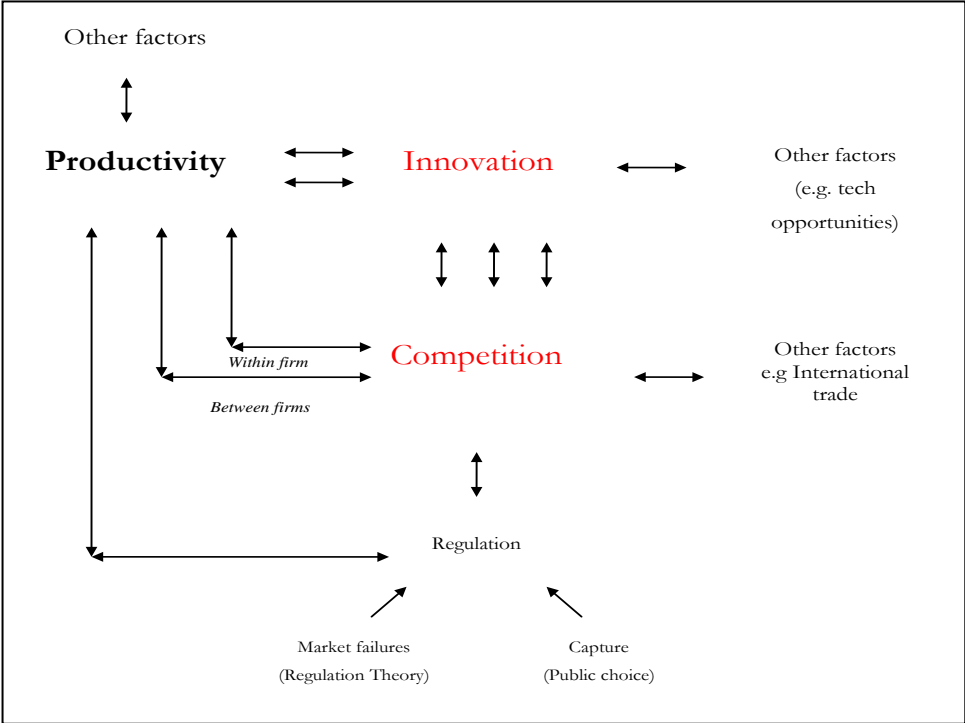 Other factors
Productivity
Innovation
Other factors
(e.g. tech
opportunities)
Within firm
Competition
Other factors
e.g International
trade
Between firms
Regulation
Market failures
(Regulation Theory)
Capture
(Public choice)